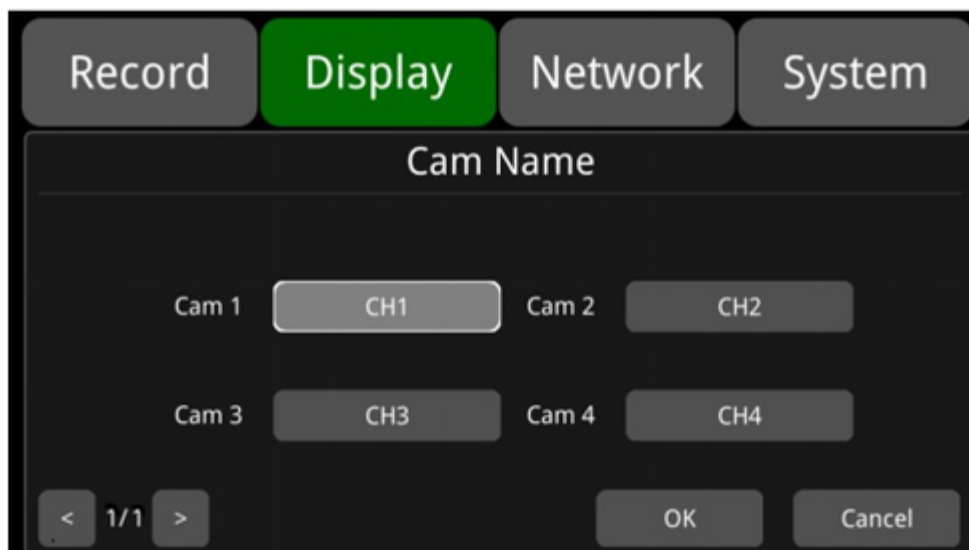 Record Display Network System
Cam Name
Cam 1 CH1 Cam 2 CH2
Cam 3 CH3 Cam 4 CH4
< 1/1 > OK Cancel